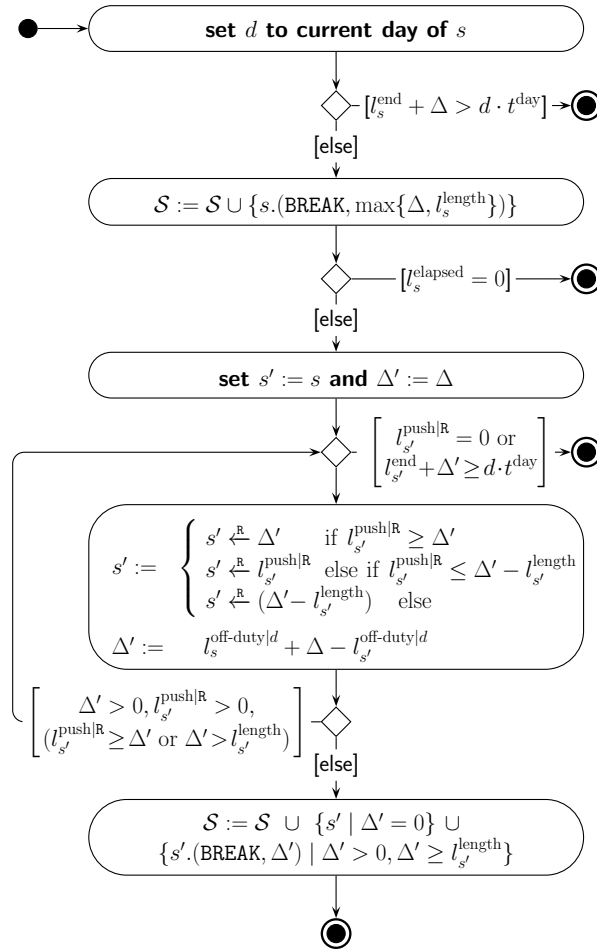 set d to current day of s
[l_s^end + Δ > d · t^day]
[else]
𝒮 := 𝒮 ∪ {s.(BREAK, max{Δ, l_s^length})}
[l_s^elapsed = 0]
[else]
set s′ := s and Δ′ := Δ
[l_{s′}^{push|R} = 0 or
l_{s′}^end + Δ′ ≥ d·t^day]
s′ ←^R Δ′ if l_{s′}^{push|R} ≥ Δ′
s′ := { s′ ←^R l_{s′}^{push|R} else if l_{s′}^{push|R} ≤ Δ′ − l_{s′}^length
s′ ←^R (Δ′ − l_{s′}^length) else
Δ′ := l_s^{off-duty|d} + Δ − l_{s′}^{off-duty|d}
[Δ′ > 0, l_{s′}^{push|R} > 0,
(l_{s′}^{push|R} ≥ Δ′ or Δ′ > l_{s′}^length)]
[else]
𝒮 := 𝒮 ∪ {s′ | Δ′ = 0} ∪
{s′.(BREAK, Δ′) | Δ′ > 0, Δ′ ≥ l_{s′}^length}